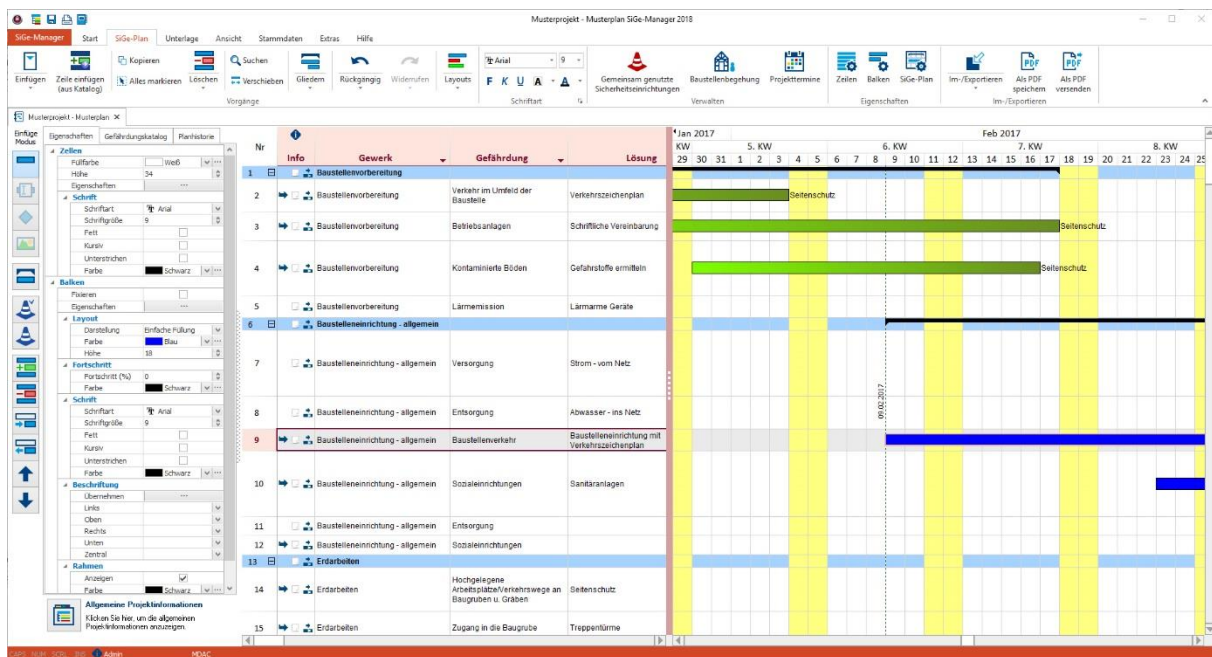 Musterprojekt - Musterplan SiGe-Manager 2018
SiGe-Manager Start SiGe-Plan Unterlage Ansicht Stammdaten Extras Hilfe
Einfügen
Zeile einfügen
(aus Katalog)
Kopieren
Alles markieren
Löschen
Suchen
Verschieben
Gliedern
Rückgängig
Widerrufen
Layouts
Arial 9
F K U A A
Gemeinsam genutzte
Sicherheitseinrichtungen
Baustellenbegehung
Projekttermine
Zeilen
Balken
SiGe-Plan
Im-/Exportieren
Als PDF
speichern
Als PDF
versenden
Vorgänge Schriftart Verwalten Eigenschaften Im-/Exportieren
Musterprojekt - Musterplan
Einfüge
Modus
Eigenschaften Gefährdungskatalog Planhistorie
Zellen
Füllfarbe Weiß
Höhe 34
Eigenschaften
Schrift
Schriftart Arial
Schriftgröße 9
Fett
Kursiv
Unterstrichen
Farbe Schwarz
Balken
Fixieren
Eigenschaften
Layout
Darstellung Einfache Füllung
Farbe Blau
Höhe 18
Fortschritt
Fortschritt (%) 0
Farbe Schwarz
Schrift
Schriftart Arial
Schriftgröße 9
Fett
Kursiv
Unterstrichen
Farbe Schwarz
Beschriftung
Übernehmen
Links
Oben
Rechts
Unten
Zentral
Rahmen
Anzeigen
Farbe Schwarz
Allgemeine Projektinformationen
Klicken Sie hier, um die allgemeinen
Projektinformationen anzuzeigen.
Nr Info Gewerk Gefährdung Lösung
Jan 2017 Feb 2017
KW 5. KW 6. KW 7. KW 8. KW
29 30 31 1 2 3 4 5 6 7 8 9 10 11 12 13 14 15 16 17 18 19 20 21 22 23 24 25
1 Baustellenvorbereitung
2 Baustellenvorbereitung Verkehr im Umfeld der Verkehrszeichenplan Seitenschutz
Baustelle
3 Baustellenvorbereitung Betriebsanlagen Schriftliche Vereinbarung Seitenschutz
4 Baustellenvorbereitung Kontaminierte Böden Gefahrstoffe ermitteln Seitenschutz
5 Baustellenvorbereitung Lärmemission Lärmarme Geräte
6 Baustelleneinrichtung - allgemein
7 Baustelleneinrichtung - allgemein Versorgung Strom - vom Netz
09.02.2017
8 Baustelleneinrichtung - allgemein Entsorgung Abwasser - ins Netz
9 Baustelleneinrichtung - allgemein Baustellenverkehr Baustelleneinrichtung mit
Verkehrszeichenplan
10 Baustelleneinrichtung - allgemein Sozialeinrichtungen Sanitäranlagen
11 Baustelleneinrichtung - allgemein Entsorgung
12 Baustelleneinrichtung - allgemein Sozialeinrichtungen
13 Erdarbeiten
14 Erdarbeiten Hochgelegene
Arbeitsplätze/Verkehrswege an Seitenschutz
Baugruben u. Gräben
15 Erdarbeiten Zugang in die Baugrube Treppentürme
CAPS NUM SCRL INS Admin MDAC